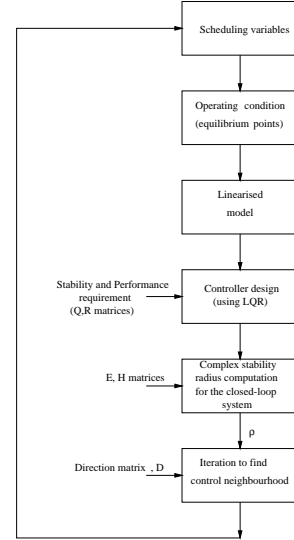 Scheduling variables
Operating condition
(equilibrium points)
Linearised
model
Stability and Performance
requirement
(Q,R matrices)
Controller design
(using LQR)
E, H matrices
Complex stability
radius computation
for the closed-loop
system
ρ
Direction matrix , D
Iteration to find
control neighbourhood